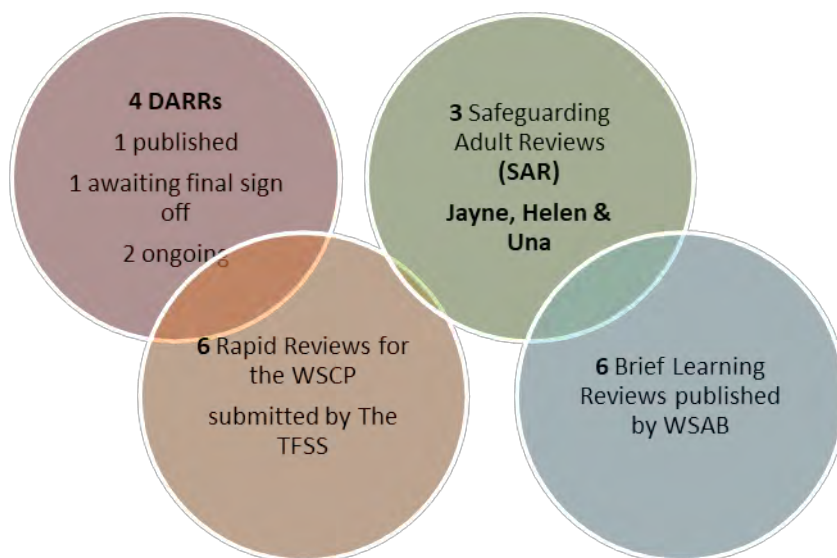 4 DARRs
1 published
1 awaiting final sign
off
2 ongoing
3 Safeguarding
Adult Reviews
(SAR)
Jayne, Helen &
Una
6 Rapid Reviews for
the WSCP
submitted by The
TFSS
6 Brief Learning
Reviews published
by WSAB